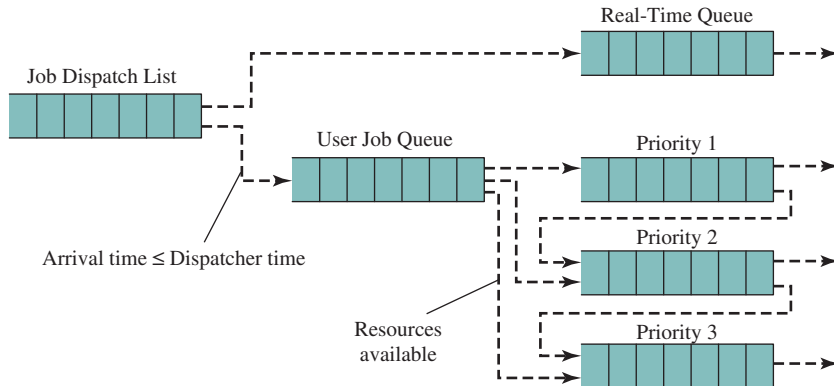 Real-Time Queue
Job Dispatch List
User Job Queue
Priority 1
Arrival time ≤ Dispatcher time
Priority 2
Resources
available
Priority 3